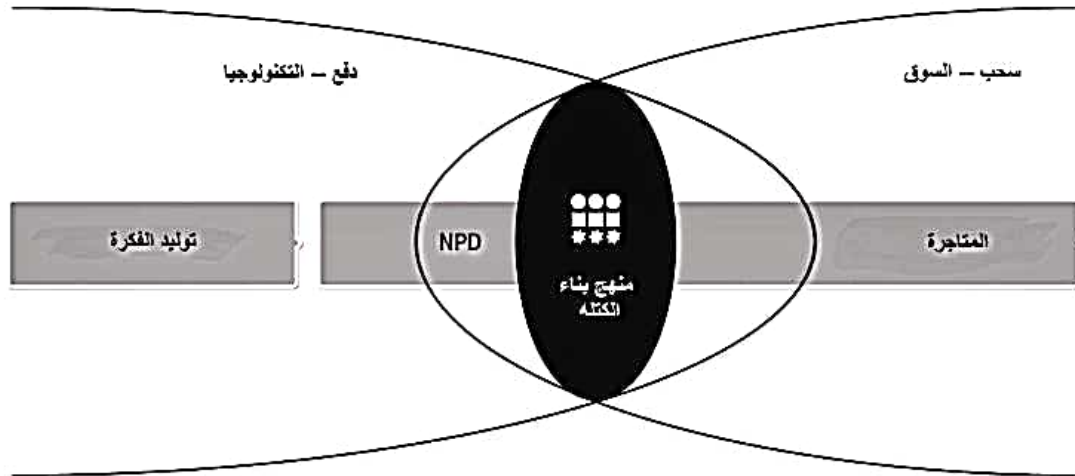 سحب – السوق
دفع – التكنولوجيا
المتاجرة
NPD
توليد الفكرة
منهج بناء
الكتله